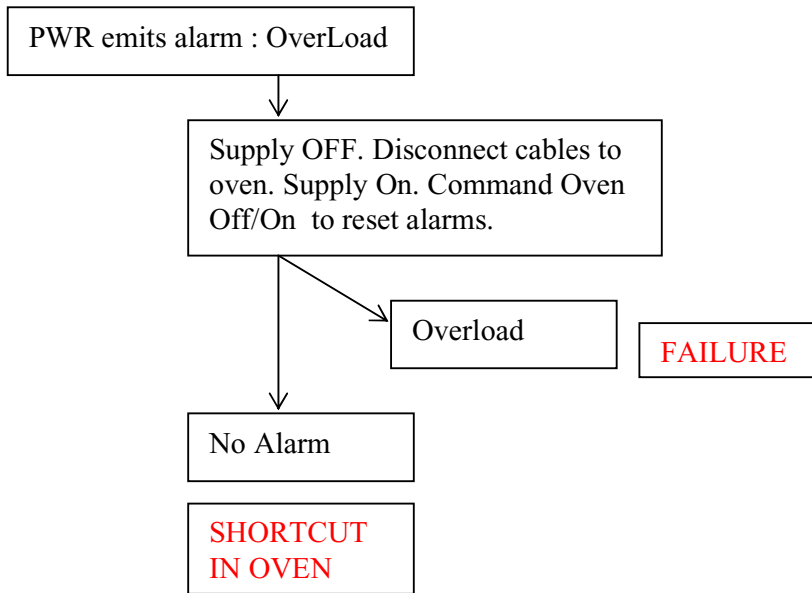 PWR emits alarm : OverLoad
Supply OFF. Disconnect cables to
oven. Supply On. Command Oven
Off/On  to reset alarms.
Overload
FAILURE
No Alarm
SHORTCUT
IN OVEN